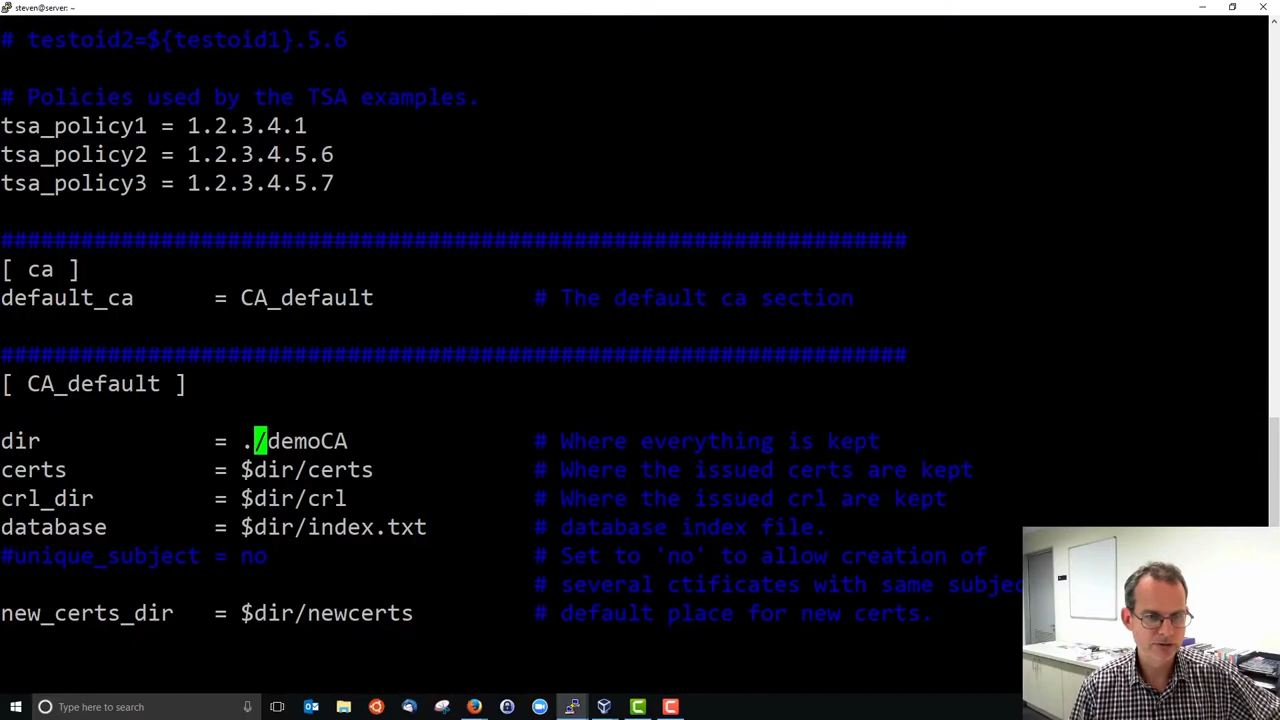 steven@server: ~
# testoid2=${testoid1}.5.6
# Policies used by the TSA examples.
tsa_policy1 = 1.2.3.4.1
tsa_policy2 = 1.2.3.4.5.6
tsa_policy3 = 1.2.3.4.5.7
####################################################################
[ ca ]
default_ca = CA_default # The default ca section
####################################################################
[ CA_default ]
dir = ./demoCA # Where everything is kept
certs = $dir/certs # Where the issued certs are kept
crl_dir = $dir/crl # Where the issued crl are kept
database = $dir/index.txt # database index file.
#unique_subject = no # Set to 'no' to allow creation of
# several ctificates with same subjec
new_certs_dir = $dir/newcerts # default place for new certs.
Type here to search